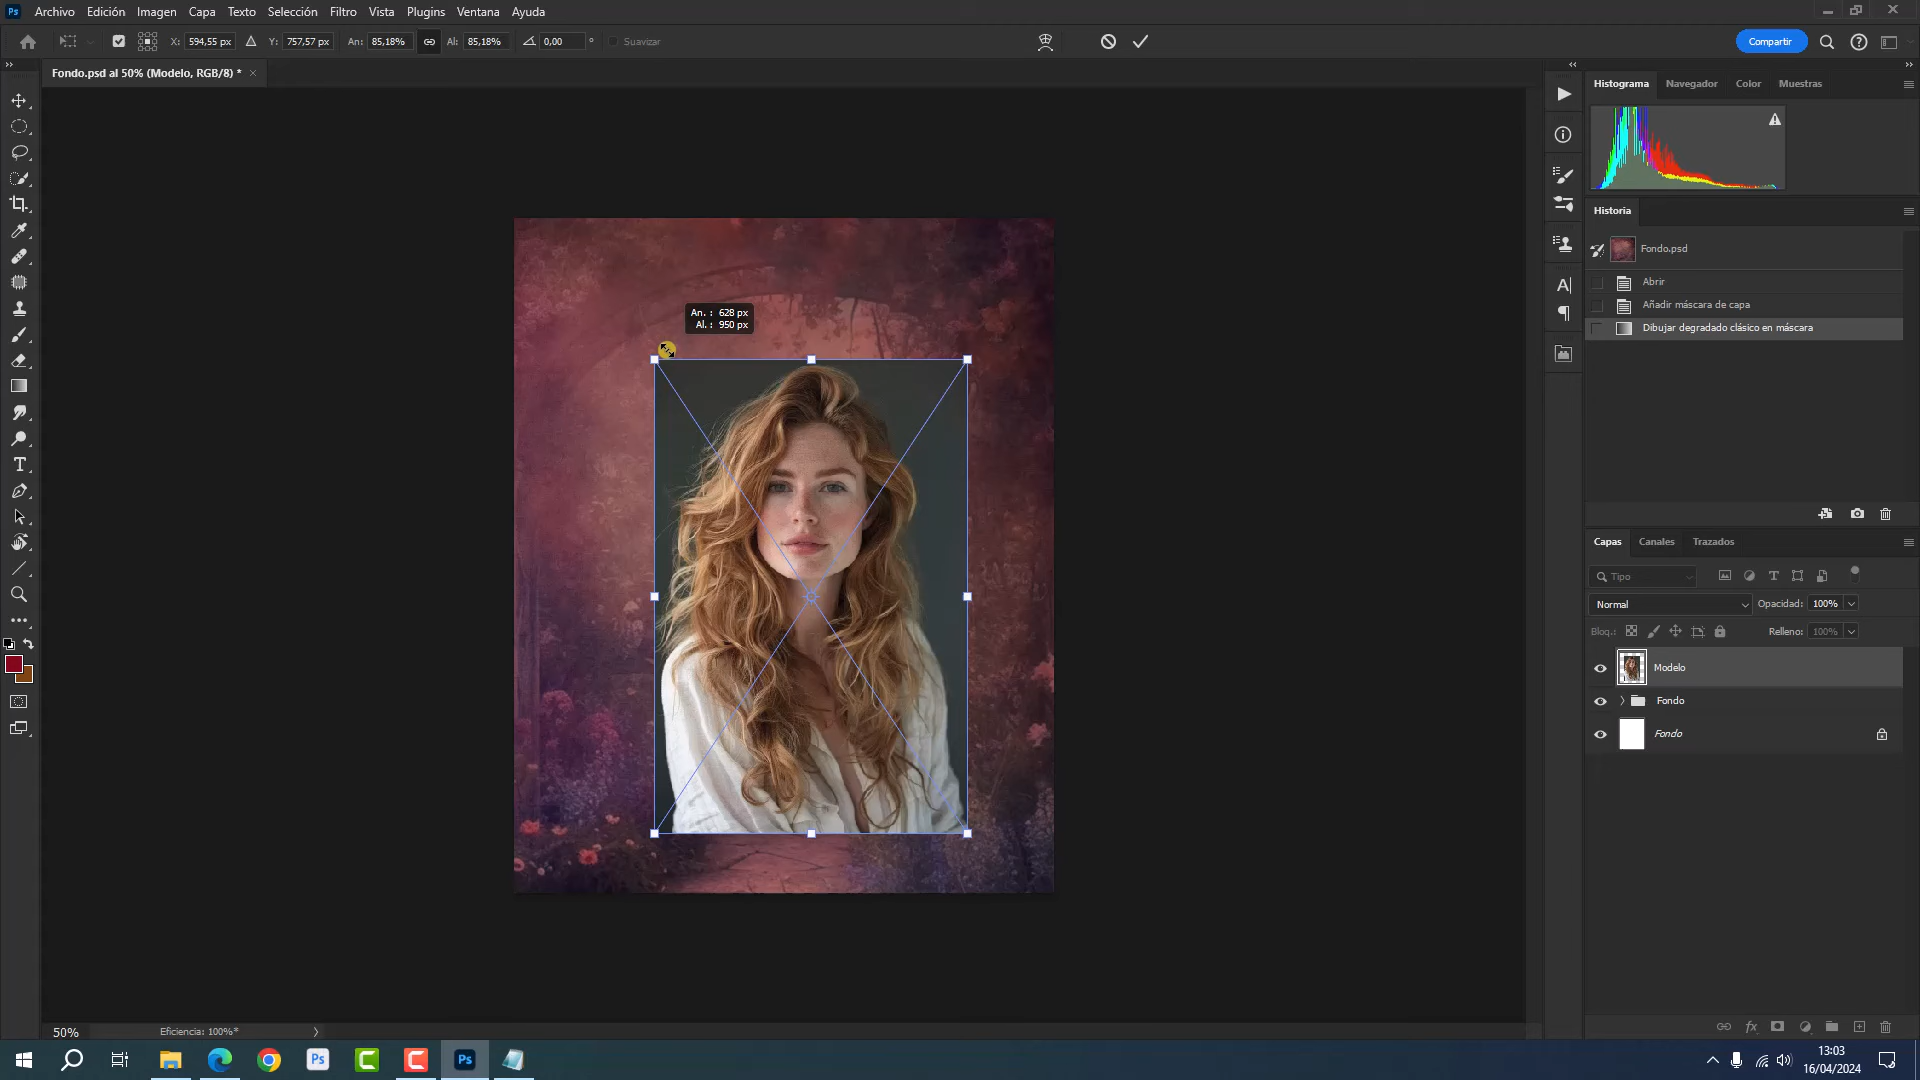 Ps Archivo Edición Imagen Capa Texto Selección Filtro Vista Plugins Ventana Ayuda
X: 594,55 px Y: 757,57 px An: 85,18% Al: 85,18% 0,00 ° Suavizar
Compartir
Fondo.psd al 50% (Modelo, RGB/8) * ×
Histograma Navegador Color Muestras
Historia
Fondo.psd
Abrir
Añadir máscara de capa
Dibujar degradado clásico en máscara
An. : 628 px
Al. : 950 px
Capas Canales Trazados
Tipo
Normal Opacidad: 100%
Bloq.: Relleno: 100%
Modelo
Fondo
Fondo
50% Eficiencia: 100%*
Ps
Ps
13:03
16/04/2024